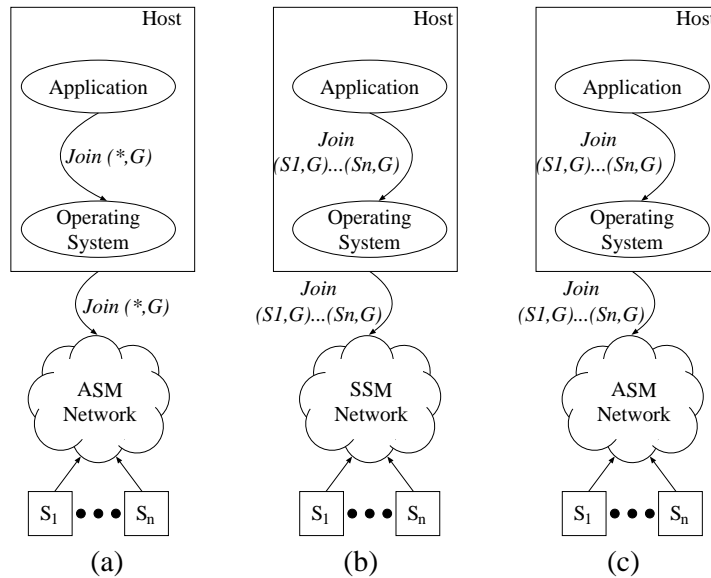 Host
Application
Join (*,G)
Operating
System
Join (*,G)
ASM
Network
S1
Sn
(a)
Host
Application
Join
(S1,G)...(Sn,G)
Operating
System
Join
(S1,G)...(Sn,G)
SSM
Network
S1
Sn
(b)
Host
Application
Join
(S1,G)...(Sn,G)
Operating
System
Join
(S1,G)...(Sn,G)
ASM
Network
S1
Sn
(c)